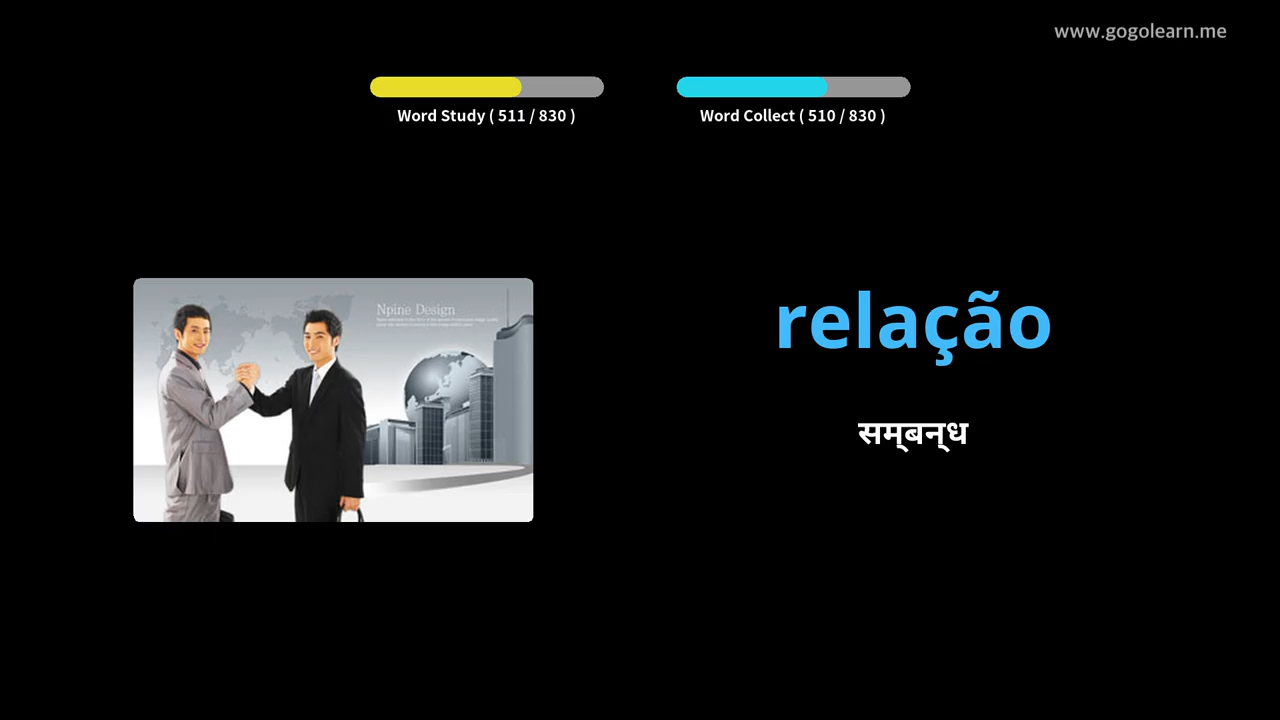 www.gogolearn.me
Word Study ( 511 / 830 )
Word Collect ( 510 / 830 )
Npine Design
relação
सम्बन्ध